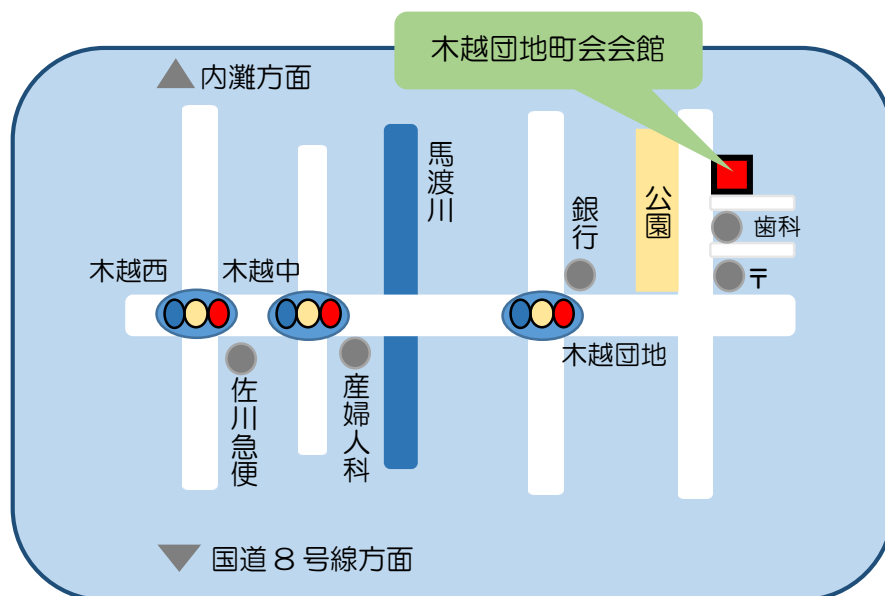 木越団地町会会館
内灘方面
馬渡川
公園
銀行
歯科
木越西
木越中
〒
木越団地
佐川急便
産婦人科
国道8号線方面